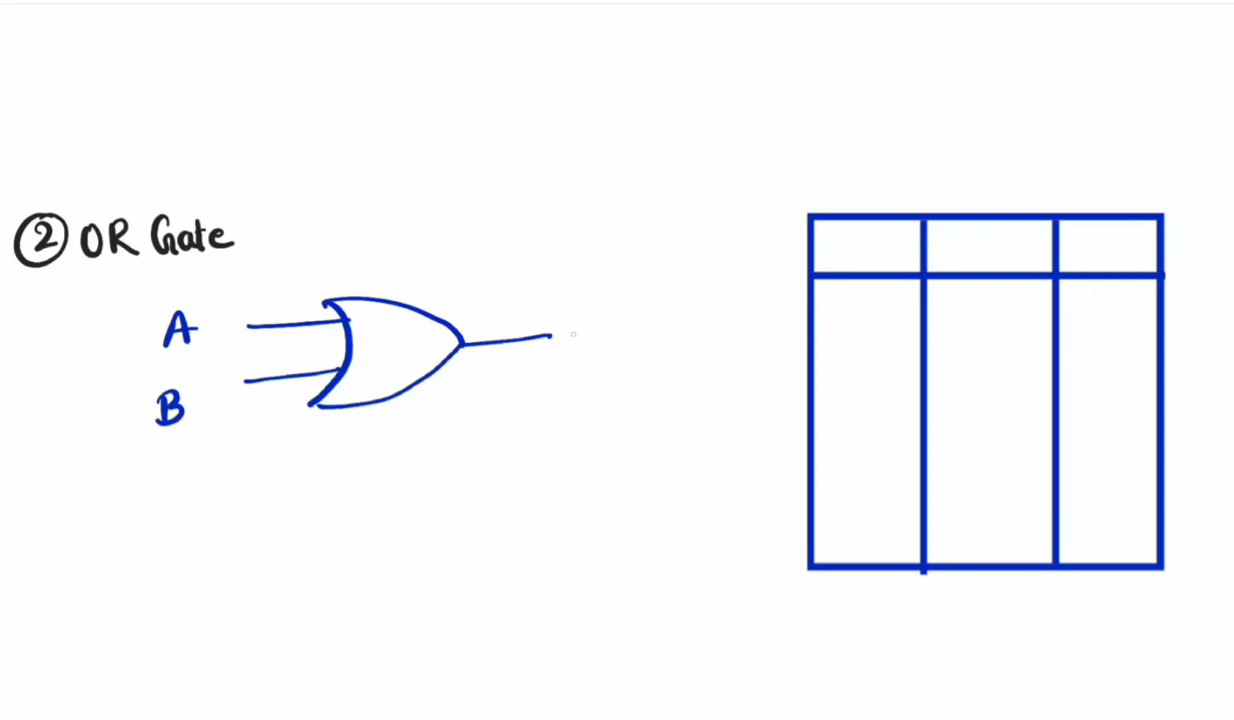 ② OR Gate
A
B